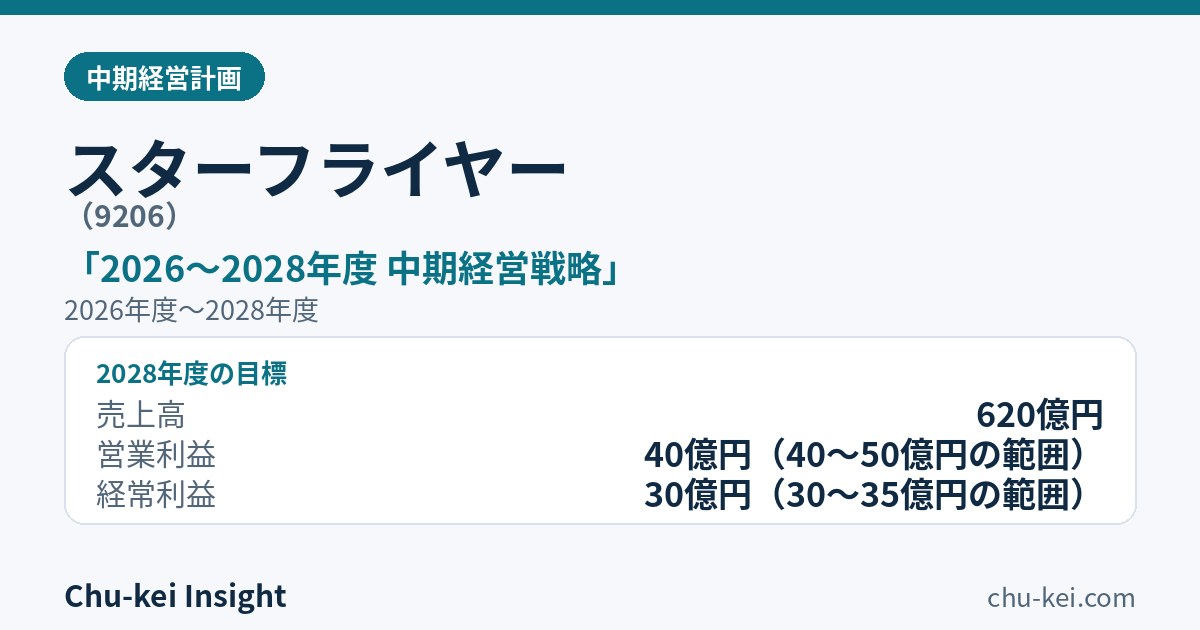 中期経営計画
スターフライヤー
（9206）
「2026～2028年度 中期経営戦略」
2026年度～2028年度
2028年度の目標
売上高 620億円
営業利益 40億円（40～50億円の範囲）
経常利益 30億円（30～35億円の範囲）
Chu-kei Insight chu-kei.com